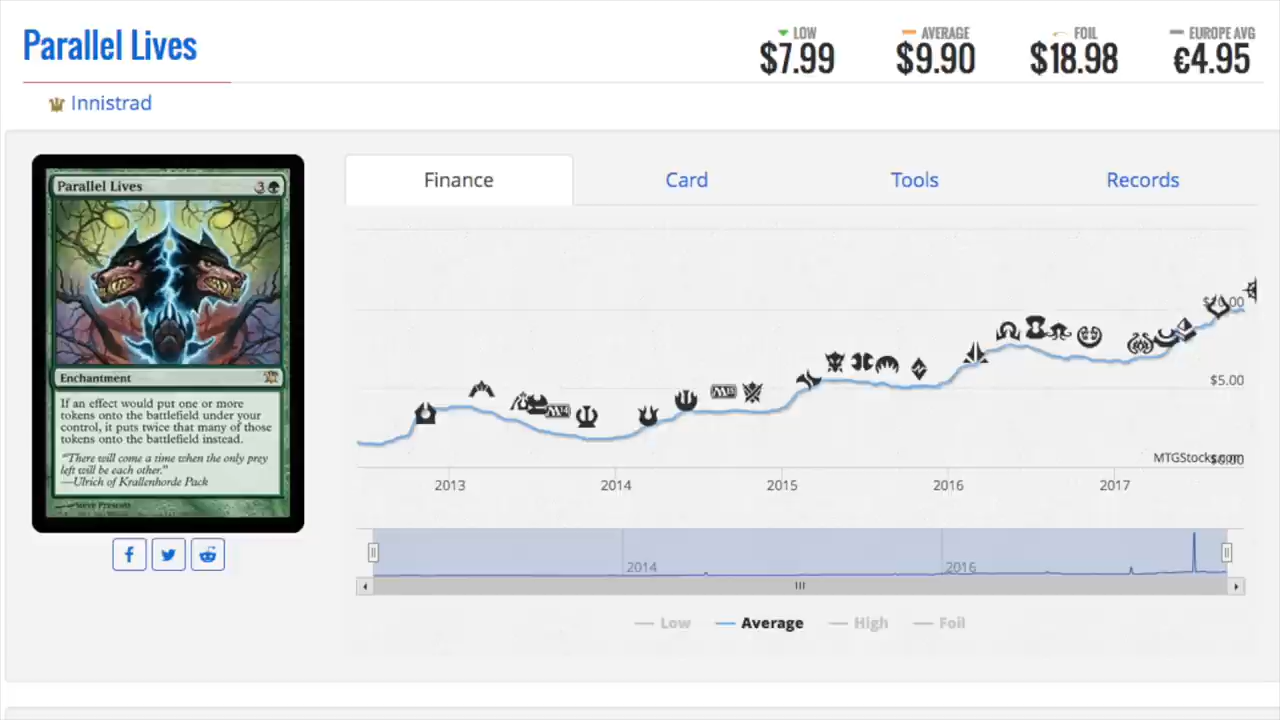 Parallel Lives
LOW
$7.99
AVERAGE
$9.90
FOIL
$18.98
EUROPE AVG
€4.95
Innistrad
Parallel Lives
3
Enchantment
If an effect would put one or more
tokens onto the battlefield under your
control, it puts twice that many of those
tokens onto the battlefield instead.
"There will come a time when the only prey
left will be each other."
—Ulrich of Krallenhorde Pack
Finance
Card
Tools
Records
$5.00
MTGStocks.com
2013
2014
2015
2016
2017
2014
2016
Low
Average
High
Foil